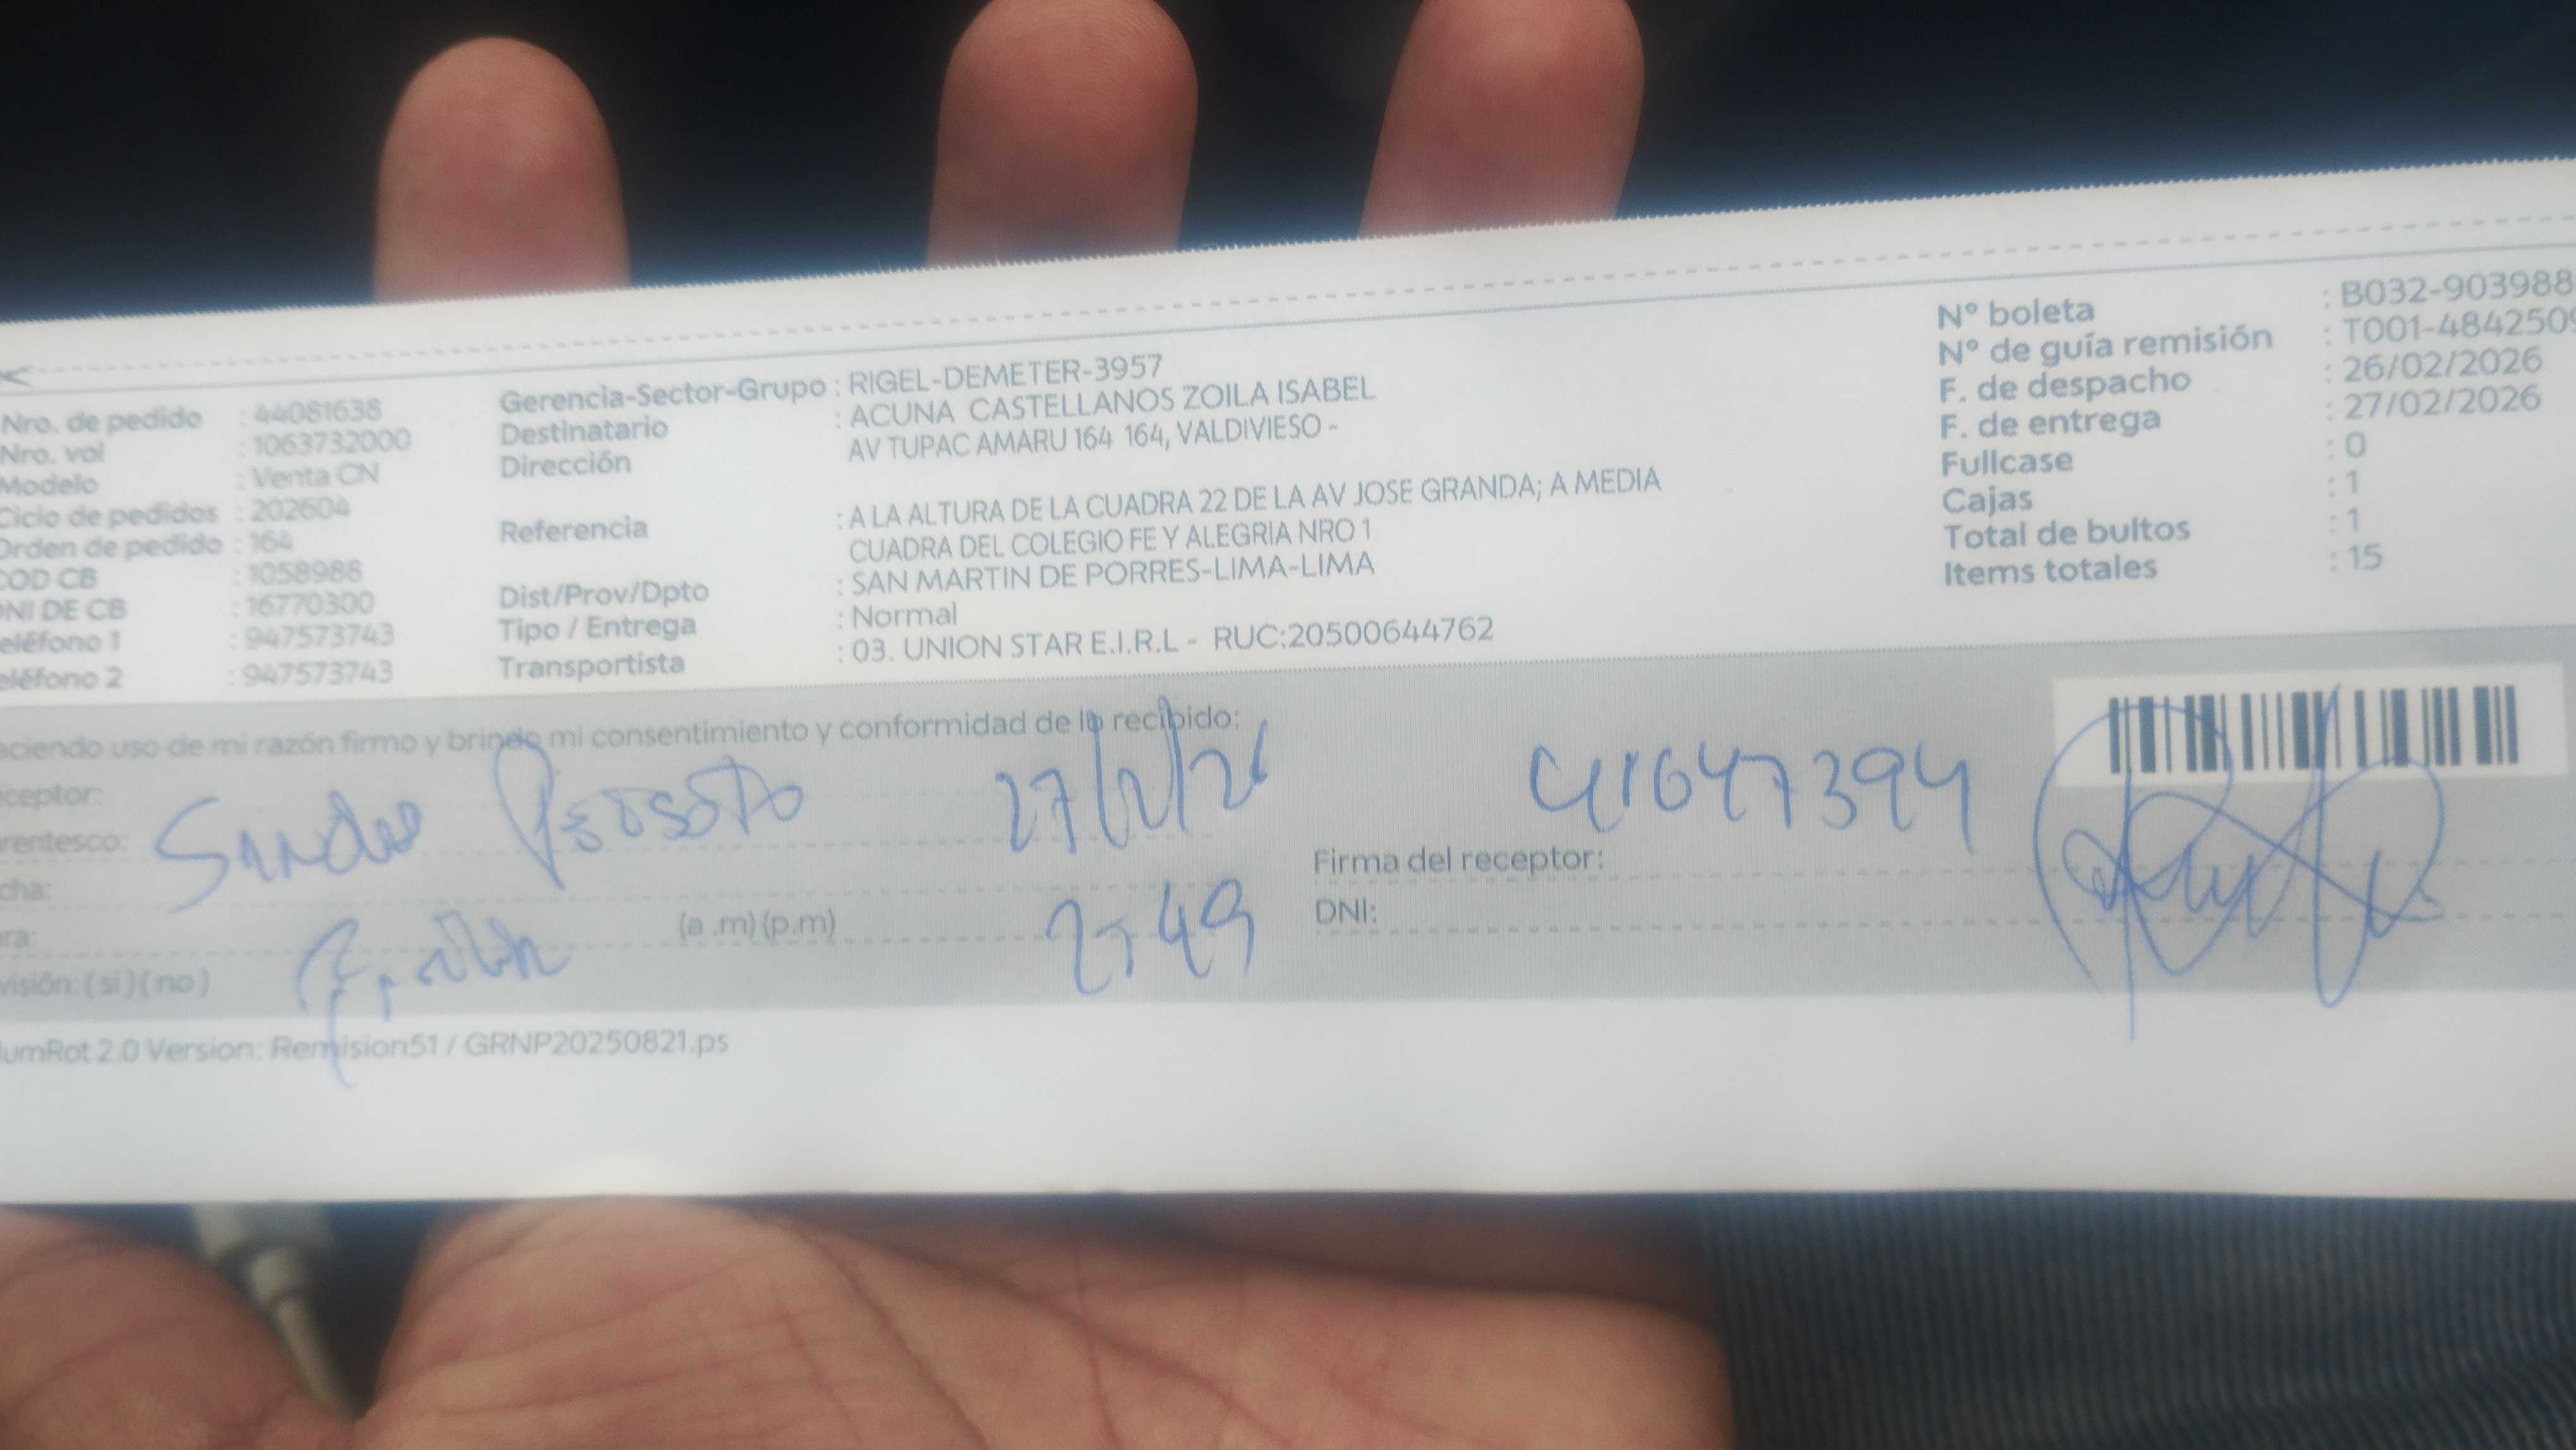 Nro. de pedido : 44081638
Nro. vol : 1063732000
Modelo : Venta CN
Ciclo de pedidos : 202604
Orden de pedido : 164
COD CB : 1058988
DNI DE CB : 16770300
eléfono 1 : 947573743
eléfono 2 : 947573743
Gerencia-Sector-Grupo : RIGEL-DEMETER-3957
Destinatario : ACUNA CASTELLANOS ZOILA ISABEL
Dirección AV TUPAC AMARU 164 164, VALDIVIESO -
Referencia : A LA ALTURA DE LA CUADRA 22 DE LA AV JOSE GRANDA; A MEDIA
CUADRA DEL COLEGIO FE Y ALEGRIA NRO 1
Dist/Prov/Dpto : SAN MARTIN DE PORRES-LIMA-LIMA
Tipo / Entrega : Normal
Transportista : 03. UNION STAR E.I.R.L - RUC:20500644762
N° boleta : B032-903988
N° de guía remisión : T001-4842509
F. de despacho : 26/02/2026
F. de entrega : 27/02/2026
Fullcase : 0
Cajas : 1
Total de bultos : 1
Items totales : 15
aciendo uso de mi razón firmo y brindo mi consentimiento y conformidad de lo recibido:
ceptor:
rentesco:
cha:
ra: (a .m) (p.m)
visión: ( si ) ( no )
27/2/26
2:49
41647394
Firma del receptor:
DNI:
umRot 2.0 Version: Remision51 / GRNP20250821.ps